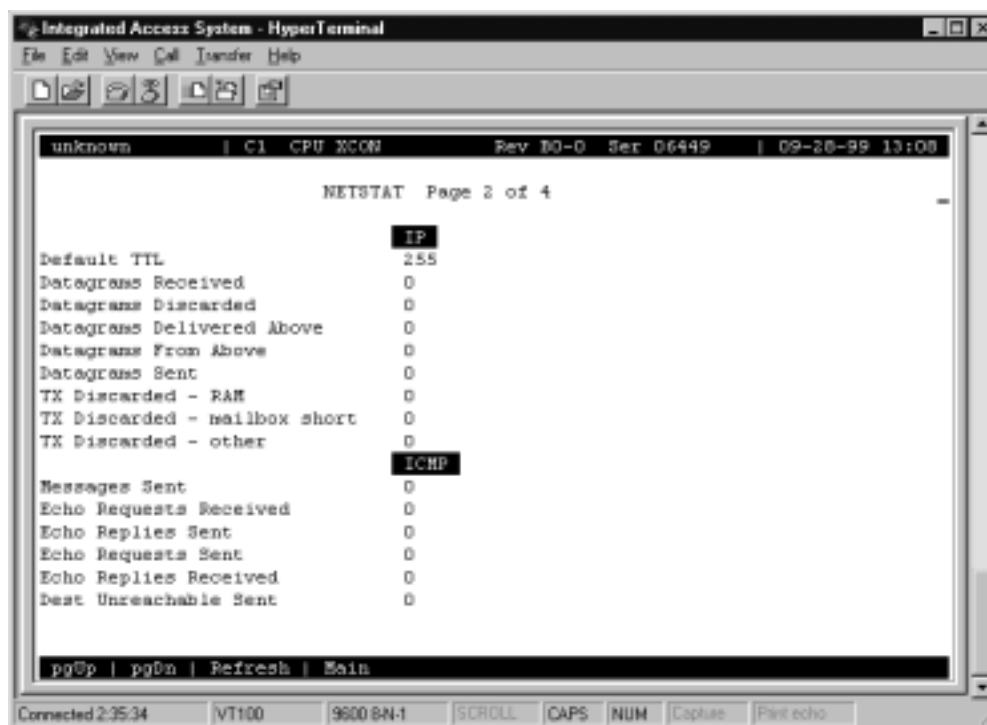 Integrated Access System - HyperTerminal
File Edit View Call Transfer Help
unknown | C1 CPU XCON Rev B0-0 Ser 06449 | 09-28-99 13:08
NETSTAT Page 2 of 4
IP
Default TTL 255
Datagrams Received 0
Datagrams Discarded 0
Datagrams Delivered Above 0
Datagrams From Above 0
Datagrams Sent 0
TX Discarded - RAM 0
TX Discarded - mailbox short 0
TX Discarded - other 0
ICMP
Messages Sent 0
Echo Requests Received 0
Echo Replies Sent 0
Echo Requests Sent 0
Echo Replies Received 0
Dest Unreachable Sent 0
pgUp | pgDn | Refresh | Main
Connected 2:35:34 VT100 9600 8-N-1 SCROLL CAPS NUM Capture Print echo